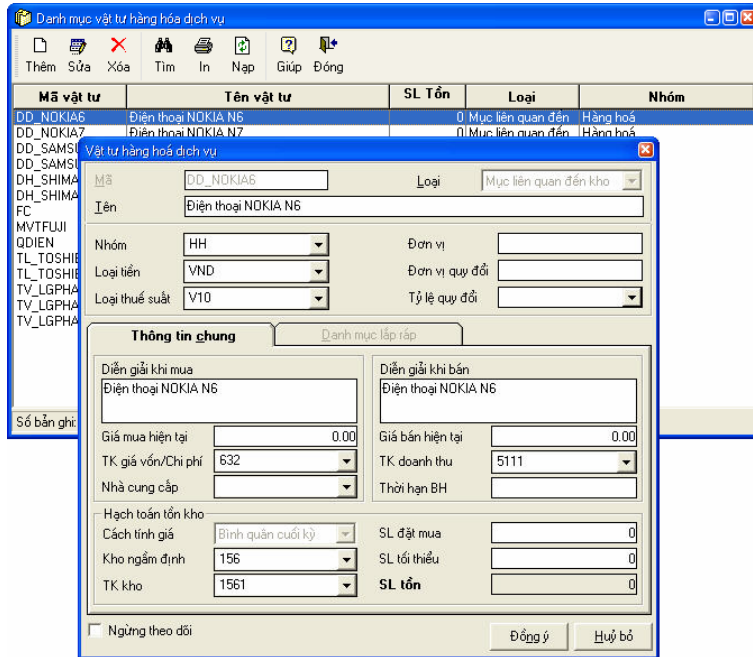 Danh mục vật tư hàng hóa dịch vụ
Thêm Sửa Xóa Tìm In Nạp Giúp Đóng
Mã vật tư Tên vật tư SL Tồn Loại Nhóm
DD_NOKIA6 Điện thoại NOKIA N6 0 Mục liên quan đến Hàng hoá
DD_NOKIA7 Điện thoại NOKIA N7 0 Mục liên quan đến Hàng hoá
DD_SAMSU
DD_SAMSU
DH_SHIMA
DH_SHIMA
FC
MVTFUJI
QDIEN
TL_TOSHIB
TL_TOSHIB
TV_LGPHA
TV_LGPHA
TV_LGPHA
Số bản ghi:
Vật tư hàng hoá dịch vụ
Mã DD_NOKIA6 Loại Mục liên quan đến kho
Tên Điện thoại NOKIA N6
Nhóm HH Đơn vị
Loại tiền VND Đơn vị quy đổi
Loại thuế suất V10 Tỷ lệ quy đổi
Thông tin chung Danh mục lắp ráp
Diễn giải khi mua Diễn giải khi bán
Điện thoại NOKIA N6 Điện thoại NOKIA N6
Giá mua hiện tại 0.00 Giá bán hiện tại 0.00
TK giá vốn/Chi phí 632 TK doanh thu 5111
Nhà cung cấp Thời hạn BH
Hạch toán tồn kho
Cách tính giá Bình quân cuối kỳ SL đặt mua 0
Kho ngầm định 156 SL tối thiểu 0
TK kho 1561 SL tồn 0
Ngừng theo dõi Đồng ý Huỷ bỏ